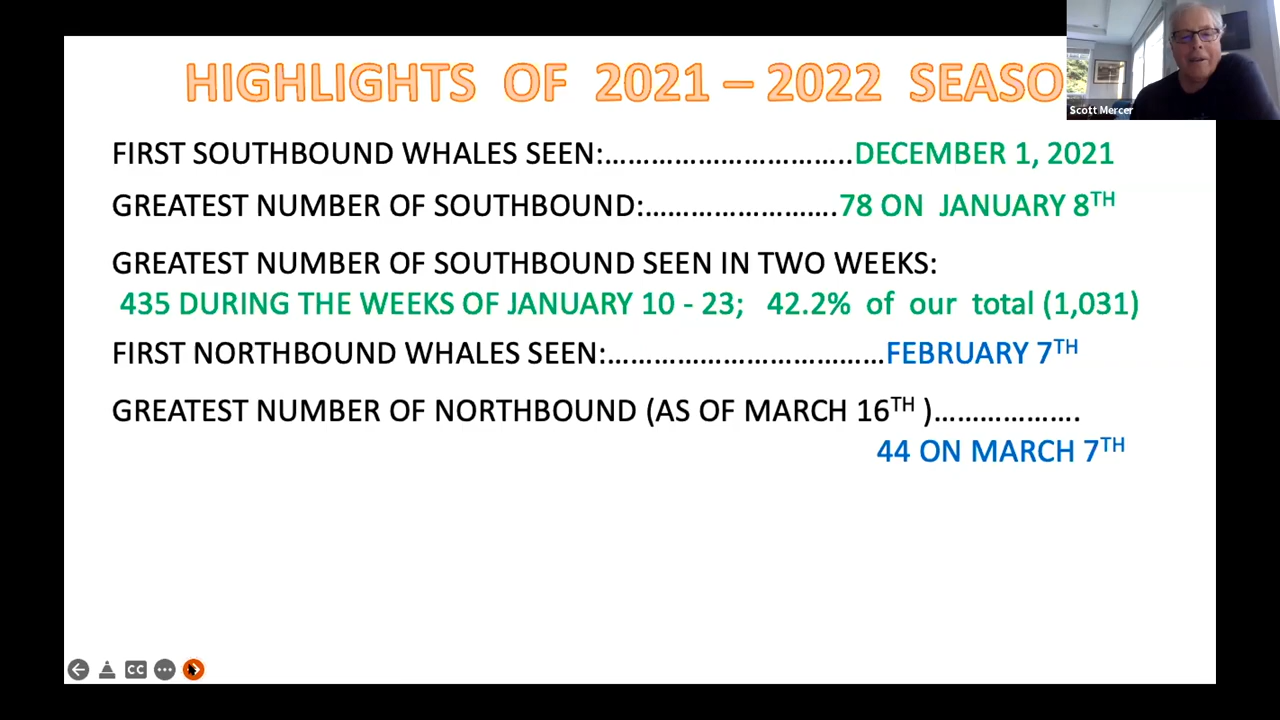 HIGHLIGHTS OF 2021 – 2022 SEASO
Scott Mercer
FIRST SOUTHBOUND WHALES SEEN:…………………………..DECEMBER 1, 2021
GREATEST NUMBER OF SOUTHBOUND:…………………….78 ON JANUARY 8TH
GREATEST NUMBER OF SOUTHBOUND SEEN IN TWO WEEKS:
435 DURING THE WEEKS OF JANUARY 10 - 23; 42.2% of our total (1,031)
FIRST NORTHBOUND WHALES SEEN:………………………………FEBRUARY 7TH
GREATEST NUMBER OF NORTHBOUND (AS OF MARCH 16TH )……………….
44 ON MARCH 7TH
CC